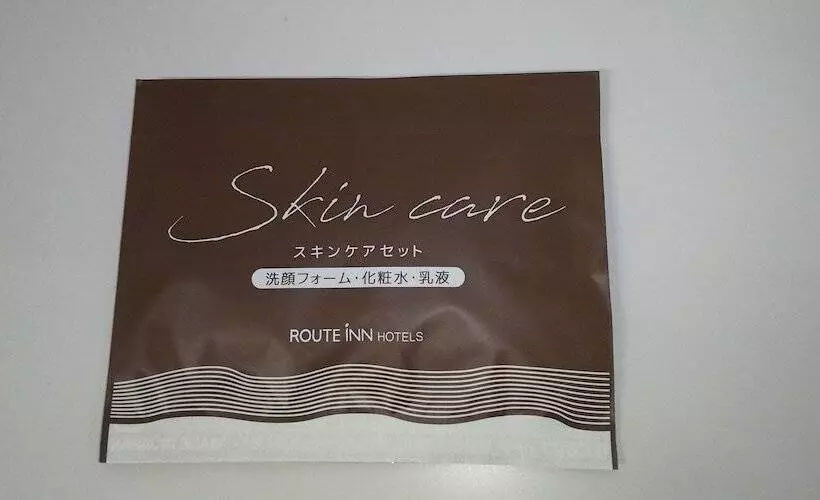 Skin care
スキンケアセット
洗顔フォーム・化粧水・乳液
ROUTE INN HOTELS